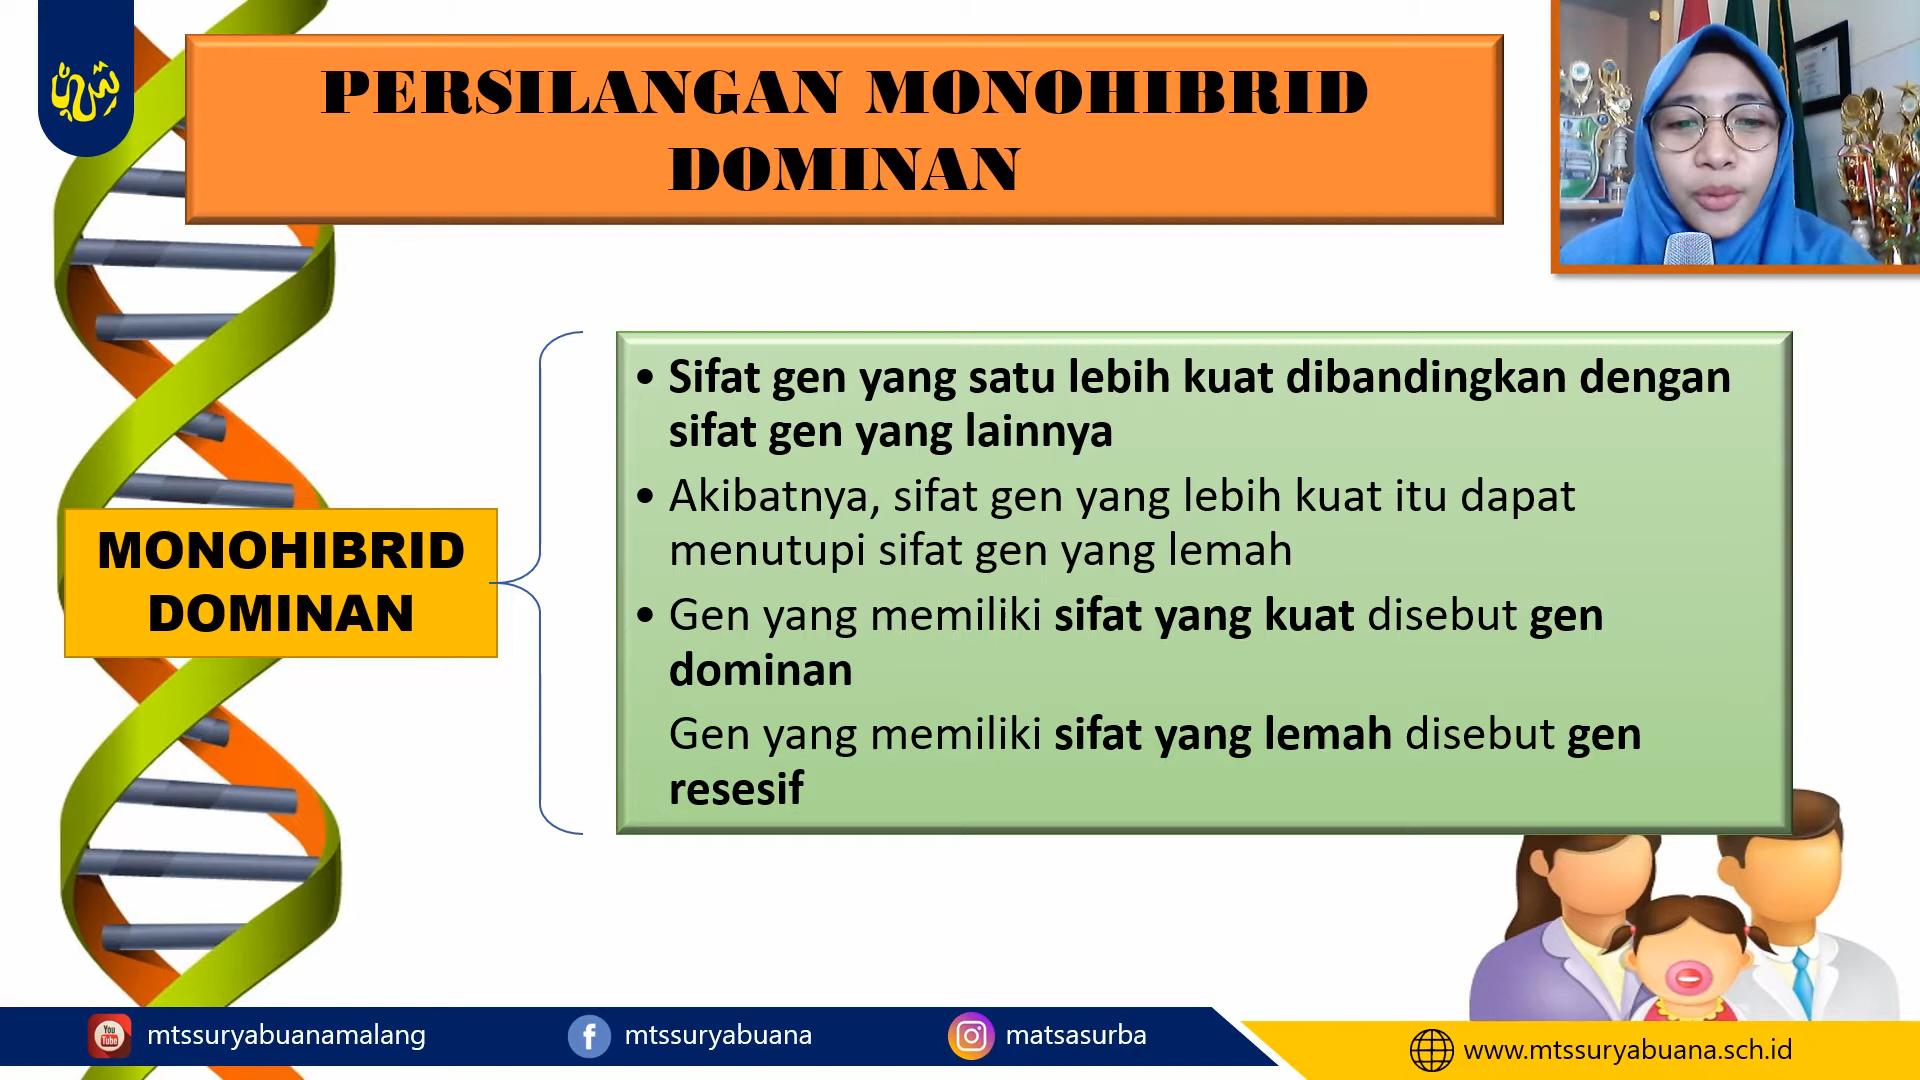 PERSILANGAN MONOHIBRID
DOMINAN
MONOHIBRID
DOMINAN
• Sifat gen yang satu lebih kuat dibandingkan dengan
sifat gen yang lainnya
• Akibatnya, sifat gen yang lebih kuat itu dapat
menutupi sifat gen yang lemah
• Gen yang memiliki sifat yang kuat disebut gen
dominan
Gen yang memiliki sifat yang lemah disebut gen
resesif
You
Tube
mtssuryabuanamalang
mtssuryabuana
matsasurba
www.mtssuryabuana.sch.id